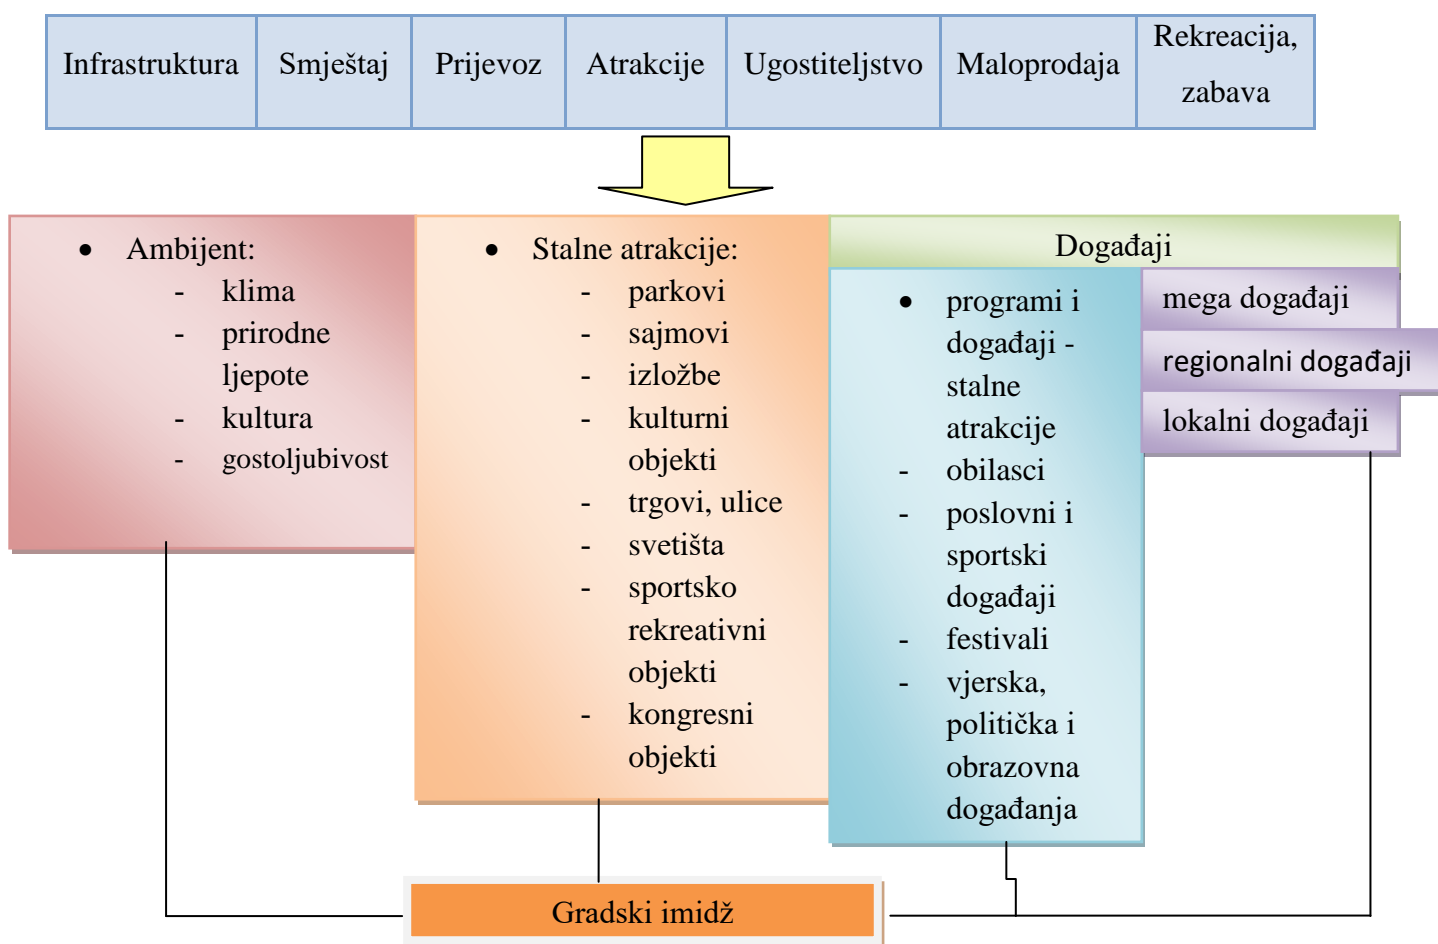 Infrastruktura
Smještaj
Prijevoz
Atrakcije
Ugostiteljstvo
Maloprodaja
Rekreacija,
zabava
• Ambijent:
- klima
- prirodne
ljepote
- kultura
- gostoljubivost
• Stalne atrakcije:
- parkovi
- sajmovi
- izložbe
- kulturni
objekti
- trgovi, ulice
- svetišta
- sportsko
rekreativni
objekti
- kongresni
objekti
Događaji
• programi i
događaji -
stalne
atrakcije
- obilasci
- poslovni i
sportski
događaji
- festivali
- vjerska,
politička i
obrazovna
događanja
mega događaji
regionalni događaji
lokalni događaji
Gradski imidž